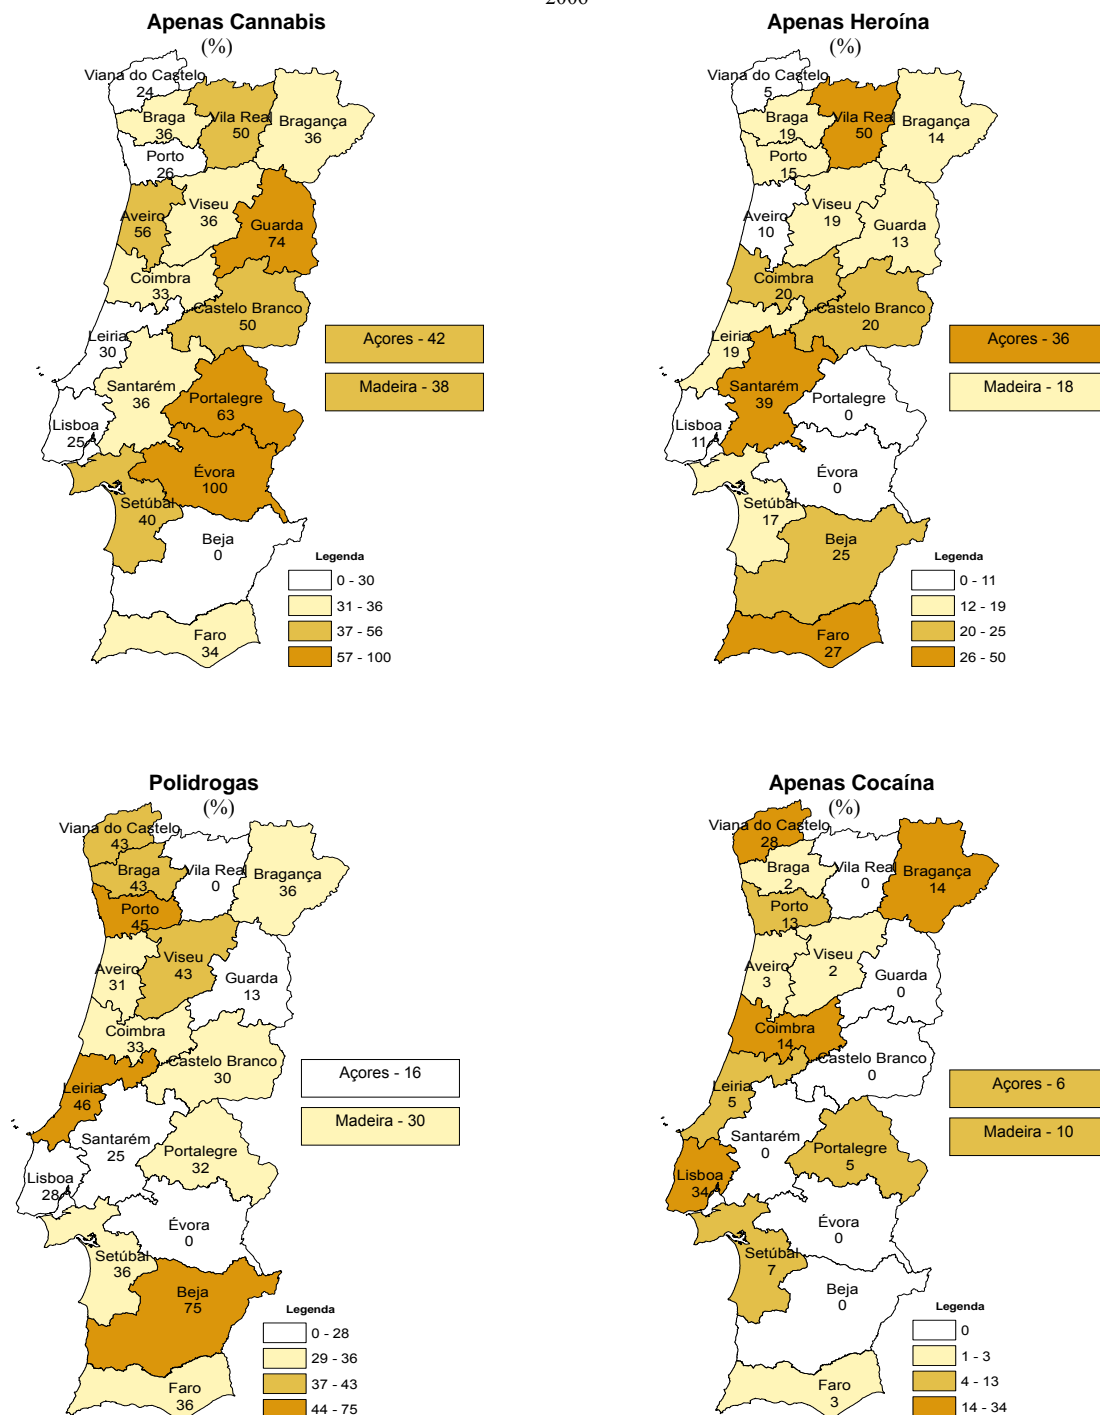 2006
Apenas Cannabis
(%)
Viana do Castelo
24
Braga
36
Vila Real
50
Bragança
36
Porto
26
Aveiro
56
Viseu
36
Guarda
74
Coimbra
33
Castelo Branco
50
Leiria
30
Santarém
36
Portalegre
63
Lisboa
25
Évora
100
Setúbal
40
Beja
0
Faro
34
Açores - 42
Madeira - 38
Legenda
0 - 30
31 - 36
37 - 56
57 - 100
Apenas Heroína
(%)
Viana do Castelo
5
Braga
19
Vila Real
50
Bragança
14
Porto
15
Aveiro
10
Viseu
19
Guarda
13
Coimbra
20
Castelo Branco
20
Leiria
19
Santarém
39
Portalegre
0
Lisboa
11
Évora
0
Setúbal
17
Beja
25
Faro
27
Açores - 36
Madeira - 18
Legenda
0 - 11
12 - 19
20 - 25
26 - 50
Polidrogas
(%)
Viana do Castelo
43
Braga
43
Vila Real
0
Bragança
36
Porto
45
Aveiro
31
Viseu
43
Guarda
13
Coimbra
33
Castelo Branco
30
Leiria
46
Santarém
25
Portalegre
32
Lisboa
28
Évora
0
Setúbal
36
Beja
75
Faro
36
Açores - 16
Madeira - 30
Legenda
0 - 28
29 - 36
37 - 43
44 - 75
Apenas Cocaína
(%)
Viana do Castelo
28
Braga
2
Vila Real
0
Bragança
14
Porto
13
Aveiro
3
Viseu
2
Guarda
0
Coimbra
14
Castelo Branco
0
Leiria
5
Santarém
0
Portalegre
5
Lisboa
34
Évora
0
Setúbal
7
Beja
0
Faro
3
Açores - 6
Madeira - 10
Legenda
0
1 - 3
4 - 13
14 - 34